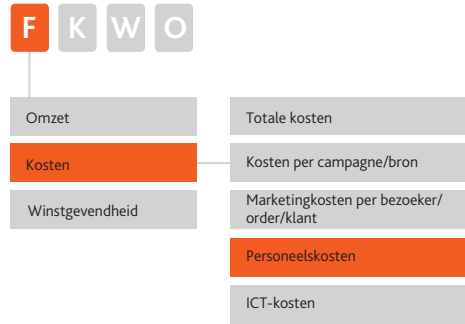 F K W O
Omzet
Kosten
Winstgevendheid
Totale kosten
Kosten per campagne/bron
Marketingkosten per bezoeker/
order/klant
Personeelskosten
ICT-kosten